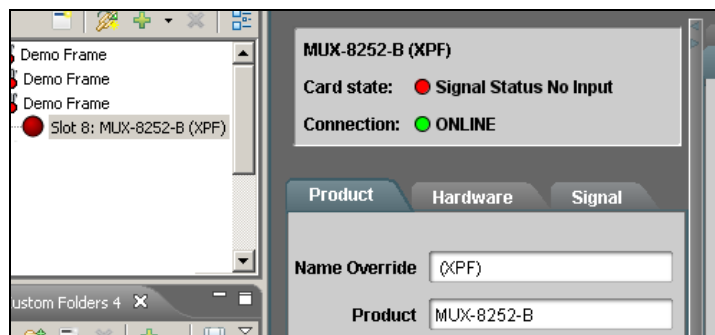 Demo Frame
Demo Frame
Demo Frame
Slot 8: MUX-8252-B (XPF)
ustom Folders 4
MUX-8252-B (XPF)
Card state: Signal Status No Input
Connection: ONLINE
Product Hardware Signal
Name Override (XPF)
Product MUX-8252-B